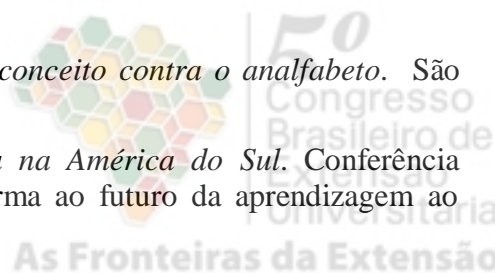 conceito contra o analfabeto. São
na América do Sul. Conferência
ao futuro da aprendizagem ao
5º
Congresso
Brasileiro de
Extensão
Universitária
As Fronteiras da Extensão